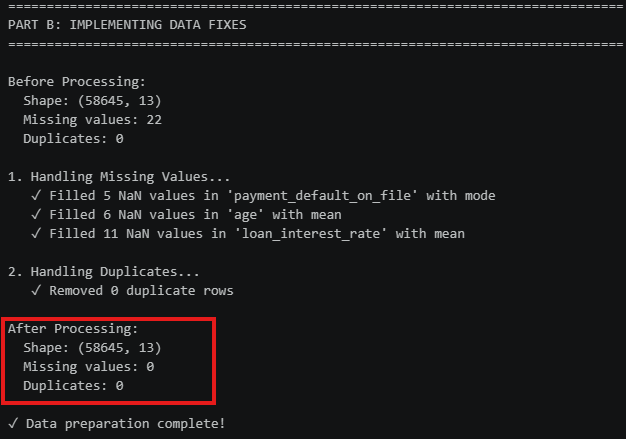 ================================================================================
PART B: IMPLEMENTING DATA FIXES
================================================================================
Before Processing:
  Shape: (58645, 13)
  Missing values: 22
  Duplicates: 0
1. Handling Missing Values...
   ✓ Filled 5 NaN values in 'payment_default_on_file' with mode
   ✓ Filled 6 NaN values in 'age' with mean
   ✓ Filled 11 NaN values in 'loan_interest_rate' with mean
2. Handling Duplicates...
   ✓ Removed 0 duplicate rows
After Processing:
  Shape: (58645, 13)
  Missing values: 0
  Duplicates: 0
✓ Data preparation complete!